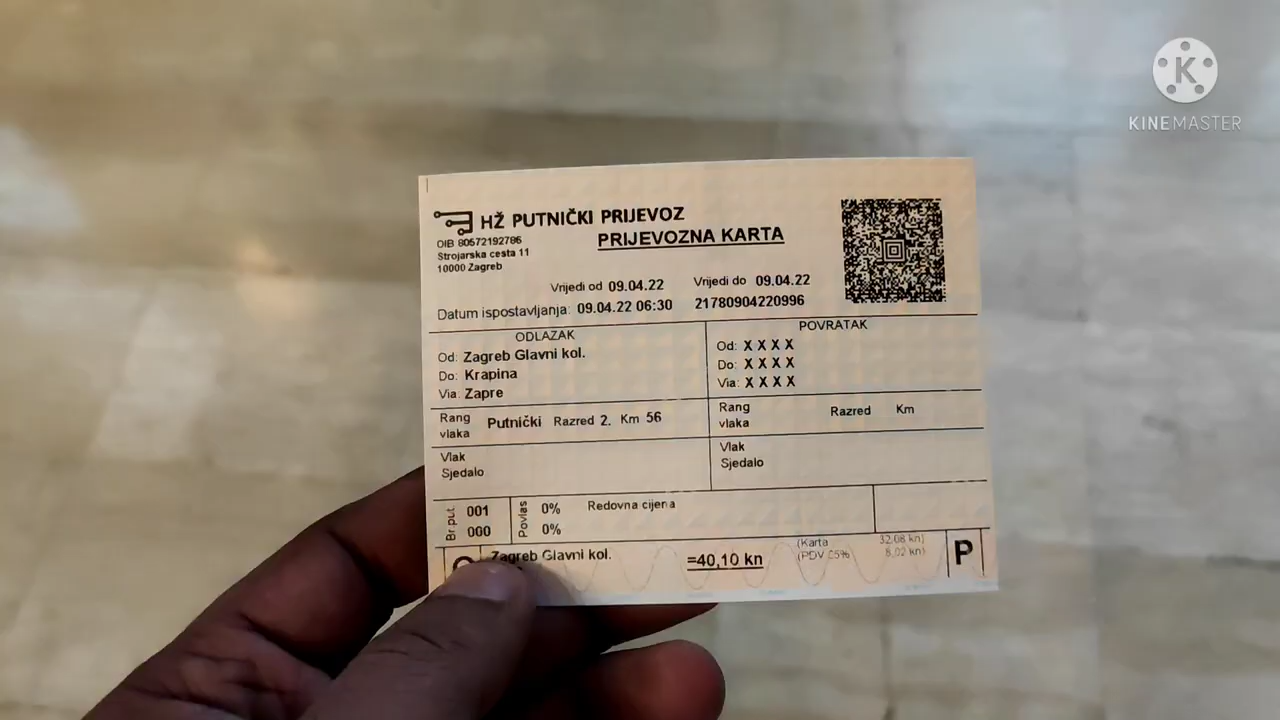 K
KINEMASTER
HŽ PUTNIČKI PRIJEVOZ
PRIJEVOZNA KARTA
OIB 80572192786
Strojarska cesta 11
10000 Zagreb
Vrijedi od 09.04.22 Vrijedi do 09.04.22
Datum ispostavljanja: 09.04.22 06:30 21780904220996
ODLAZAK
Od: Zagreb Glavni kol.
Do: Krapina
Via: Zapre
POVRATAK
Od: X X X X
Do: X X X X
Via: X X X X
Rang vlaka Putnički Razred 2. Km 56
Rang vlaka Razred Km
Vlak
Sjedalo
Vlak
Sjedalo
Br.put 001
000
Povlas 0%
0%
Redovna cijena
Zagreb Glavni kol. =40,10 kn
(Karta 32,08 kn)
(PDV 25% 8,02 kn)
P